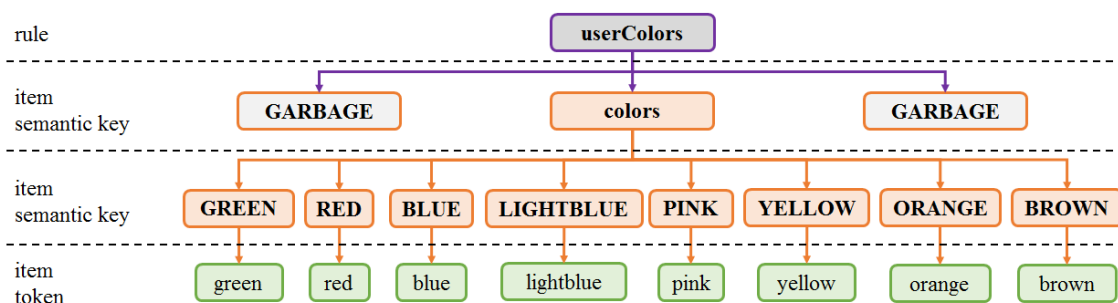 rule
userColors
item
semantic key
GARBAGE
colors
GARBAGE
item
semantic key
GREEN
RED
BLUE
LIGHTBLUE
PINK
YELLOW
ORANGE
BROWN
item
token
green
red
blue
lightblue
pink
yellow
orange
brown